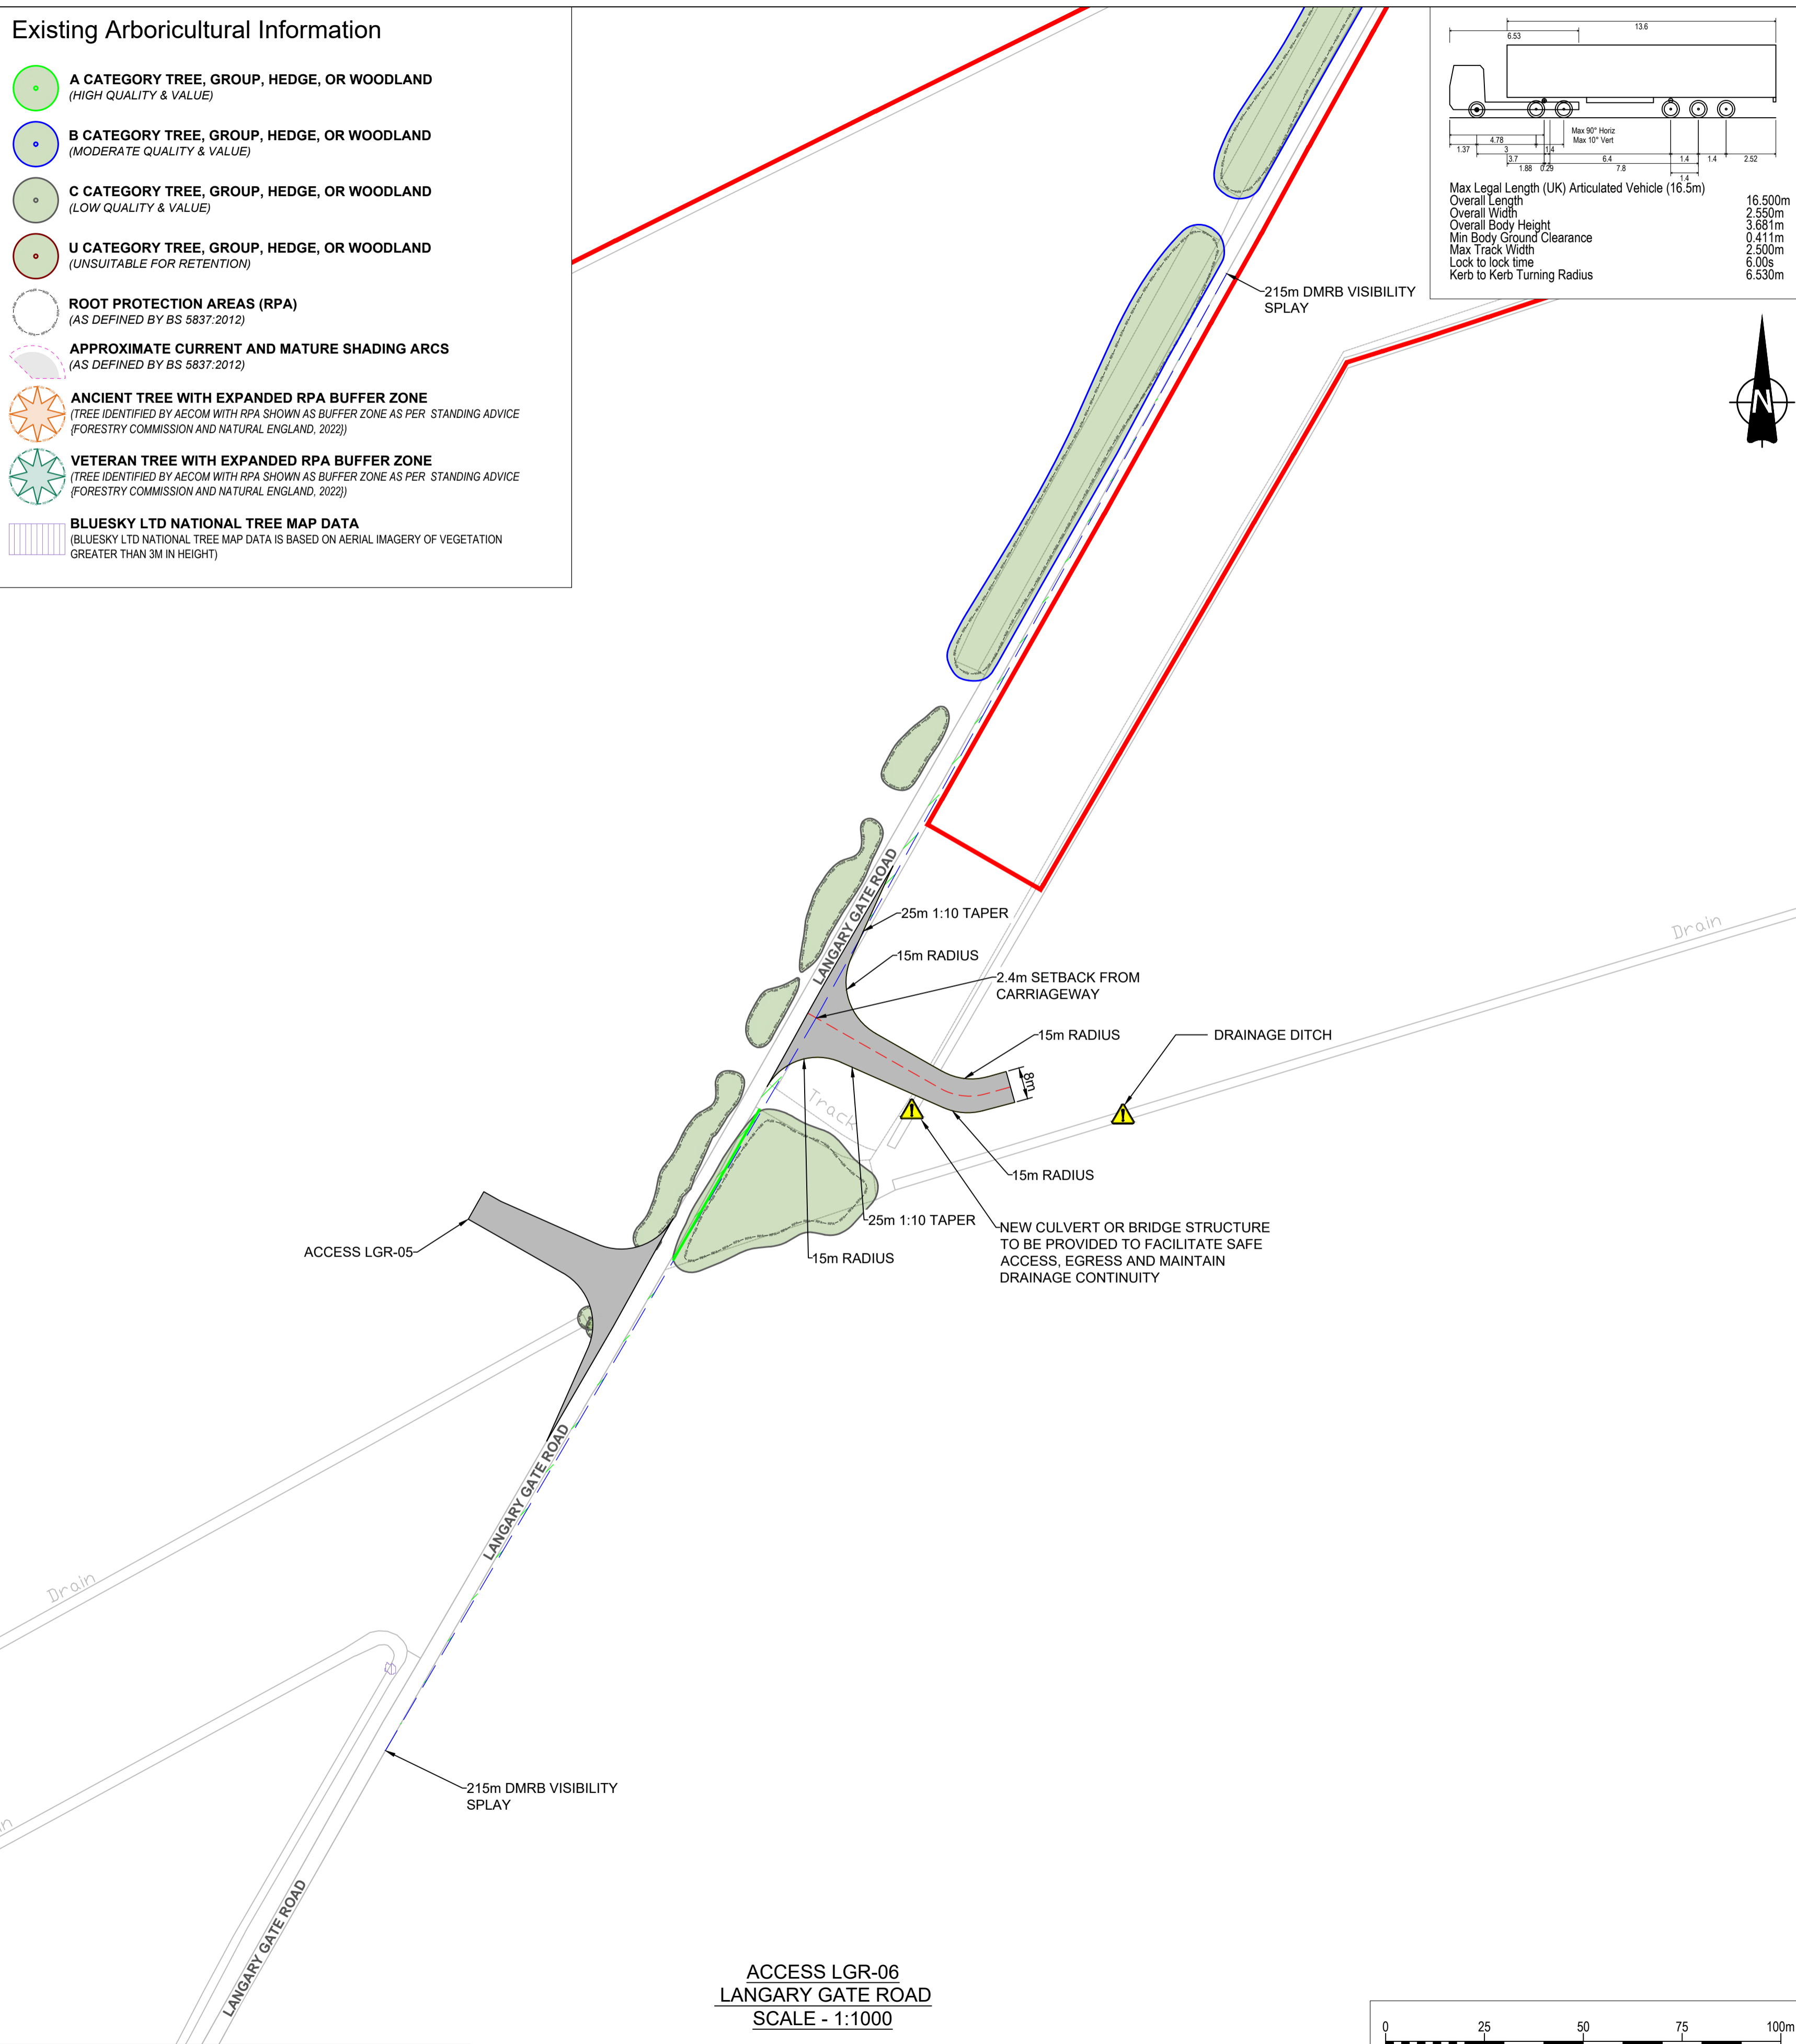 Existing Arboricultural Information
A CATEGORY TREE, GROUP, HEDGE, OR WOODLAND
(HIGH QUALITY & VALUE)
B CATEGORY TREE, GROUP, HEDGE, OR WOODLAND
(MODERATE QUALITY & VALUE)
C CATEGORY TREE, GROUP, HEDGE, OR WOODLAND
(LOW QUALITY & VALUE)
U CATEGORY TREE, GROUP, HEDGE, OR WOODLAND
(UNSUITABLE FOR RETENTION)
ROOT PROTECTION AREAS (RPA)
(AS DEFINED BY BS 5837:2012)
APPROXIMATE CURRENT AND MATURE SHADING ARCS
(AS DEFINED BY BS 5837:2012)
ANCIENT TREE WITH EXPANDED RPA BUFFER ZONE
(TREE IDENTIFIED BY AECOM WITH RPA SHOWN AS BUFFER ZONE AS PER STANDING ADVICE
{FORESTRY COMMISSION AND NATURAL ENGLAND, 2022})
VETERAN TREE WITH EXPANDED RPA BUFFER ZONE
(TREE IDENTIFIED BY AECOM WITH RPA SHOWN AS BUFFER ZONE AS PER STANDING ADVICE
{FORESTRY COMMISSION AND NATURAL ENGLAND, 2022})
BLUESKY LTD NATIONAL TREE MAP DATA
(BLUESKY LTD NATIONAL TREE MAP DATA IS BASED ON AERIAL IMAGERY OF VEGETATION
GREATER THAN 3M IN HEIGHT)
13.6
6.53
Max 90° Horiz
Max 10° Vert
4.78
1.37 3 1.4
3.7 6.4 1.4 1.4 2.52
1.88 0.29 7.8
1.4
Max Legal Length (UK) Articulated Vehicle (16.5m)
Overall Length 16.500m
Overall Width 2.550m
Overall Body Height 3.681m
Min Body Ground Clearance 0.411m
Max Track Width 2.500m
Lock to lock time 6.00s
Kerb to Kerb Turning Radius 6.530m
N
215m DMRB VISIBILITY
SPLAY
LANGARY GATE ROAD
25m 1:10 TAPER
15m RADIUS
2.4m SETBACK FROM
CARRIAGEWAY
15m RADIUS
8m
DRAINAGE DITCH
Drain
Track
15m RADIUS
25m 1:10 TAPER
15m RADIUS
NEW CULVERT OR BRIDGE STRUCTURE
TO BE PROVIDED TO FACILITATE SAFE
ACCESS, EGRESS AND MAINTAIN
DRAINAGE CONTINUITY
ACCESS LGR-05
LANGARY GATE ROAD
Drain
215m DMRB VISIBILITY
SPLAY
LANGARY GATE ROAD
ACCESS LGR-06
LANGARY GATE ROAD
SCALE - 1:1000
0 25 50 75 100m